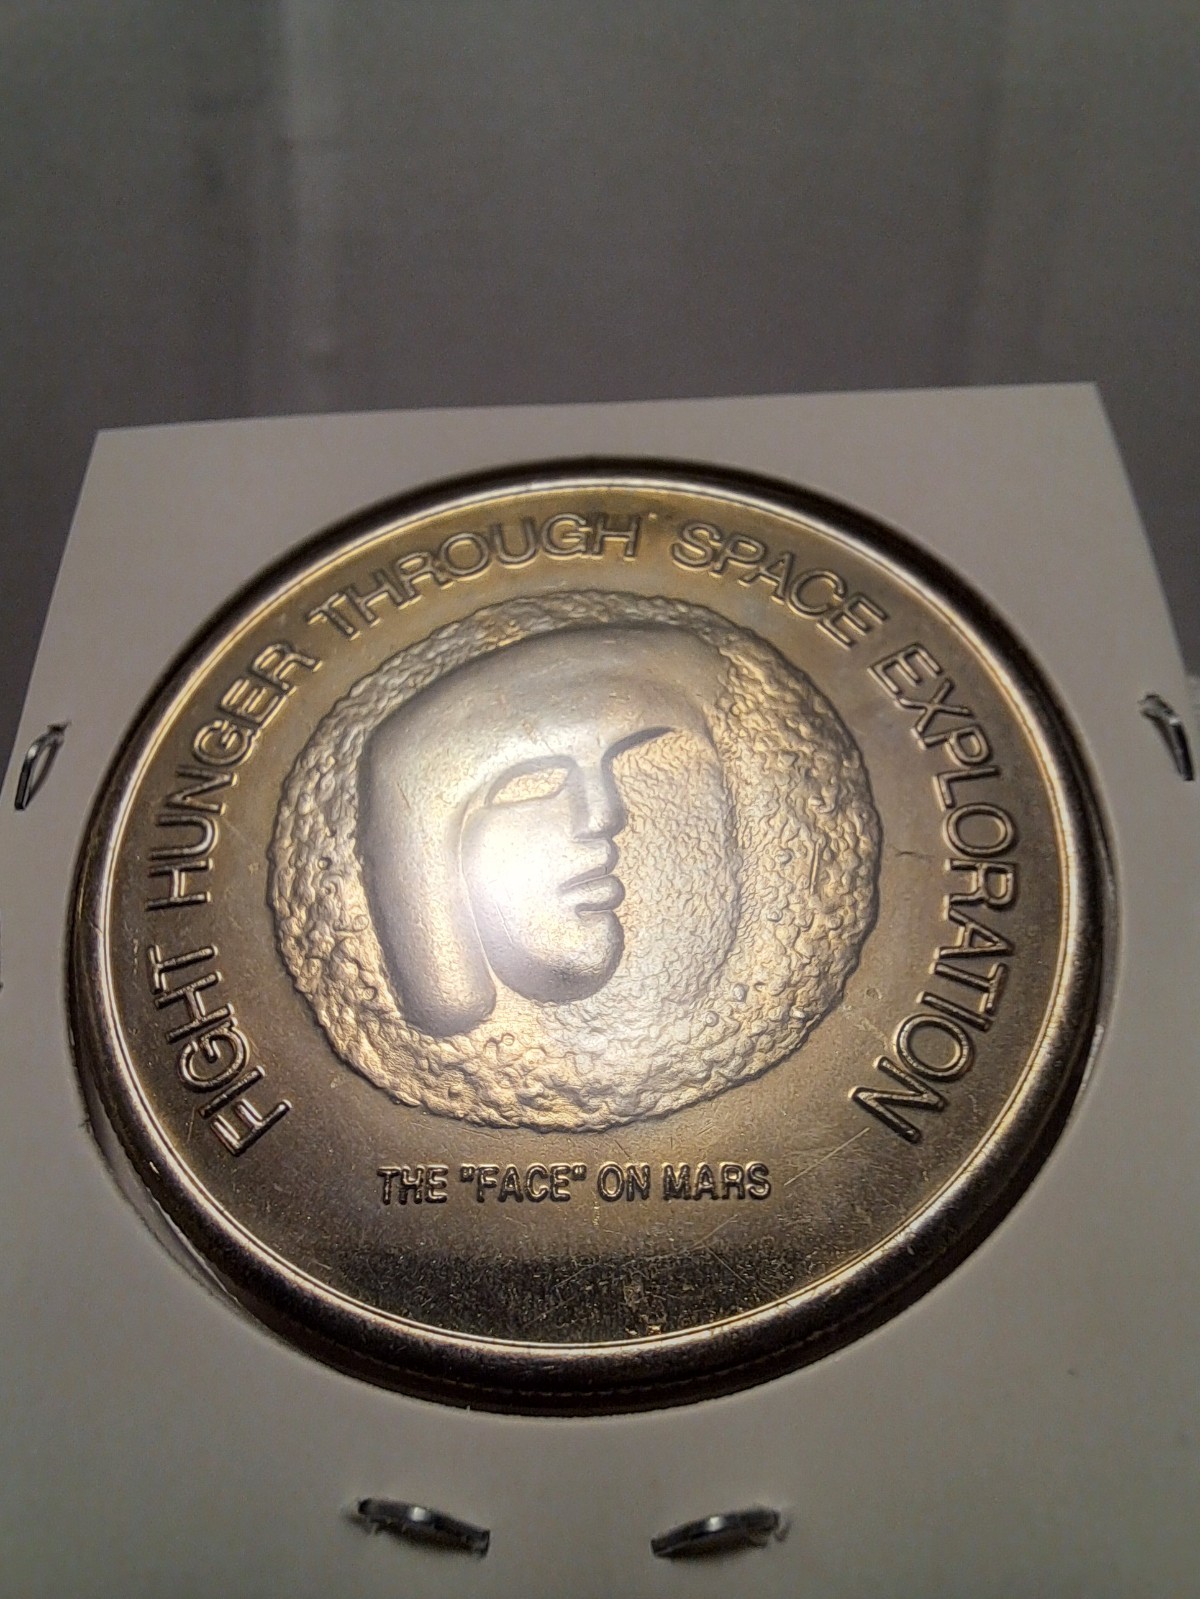 FIGHT HUNGER THROUGH SPACE EXPLORATION
THE "FACE" ON MARS